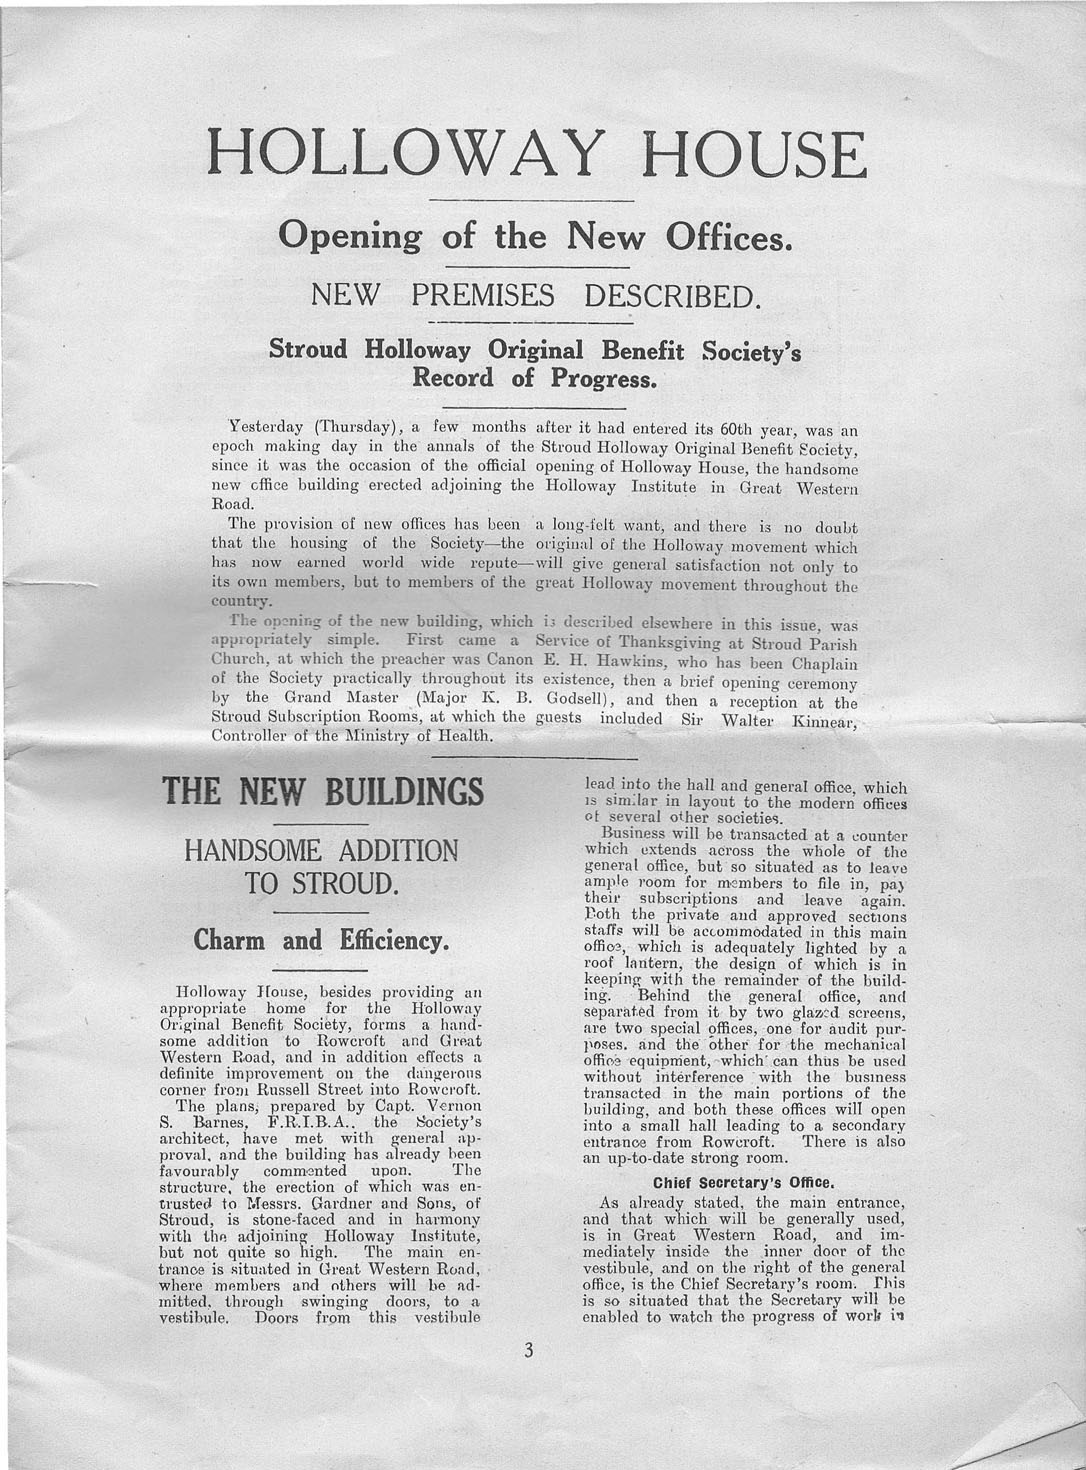 HOLLOWAY HOUSE
Opening of the New Offices.
NEW PREMISES DESCRIBED.
Stroud Holloway Original Benefit Society's
Record of Progress.
Yesterday (Thursday), a few months after it had entered its 60th year, was an
epoch making day in the annals of the Stroud Holloway Original Benefit Society,
since it was the occasion of the official opening of Holloway House, the handsome
new office building erected adjoining the Holloway Institute in Great Western
Road.
The provision of new offices has been a long-felt want, and there is no doubt
that the housing of the Society—the original of the Holloway movement which
has now earned world wide repute—will give general satisfaction not only to
its own members, but to members of the great Holloway movement throughout the
country.
The opening of the new building, which is described elsewhere in this issue, was
appropriately simple. First came a Service of Thanksgiving at Stroud Parish
Church, at which the preacher was Canon E. H. Hawkins, who has been Chaplain
of the Society practically throughout its existence, then a brief opening ceremony
by the Grand Master (Major K. B. Godsell), and then a reception at the
Stroud Subscription Rooms, at which the guests included Sir Walter Kinnear,
Controller of the Ministry of Health.
THE NEW BUILDINGS
HANDSOME ADDITION
TO STROUD.
Charm and Efficiency.
Holloway House, besides providing an
appropriate home for the Holloway
Original Benefit Society, forms a hand-
some addition to Rowcroft and Great
Western Road, and in addition effects a
definite improvement on the dangerous
corner from Russell Street into Rowcroft.
The plans, prepared by Capt. Vernon
S. Barnes, F.R.I.B.A., the Society's
architect, have met with general ap-
proval, and the building has already been
favourably commented upon. The
structure, the erection of which was en-
trusted to Messrs. Gardner and Sons, of
Stroud, is stone-faced and in harmony
with the adjoining Holloway Institute,
but not quite so high. The main en-
trance is situated in Great Western Road,
where members and others will be ad-
mitted, through swinging doors, to a
vestibule. Doors from this vestibule
lead into the hall and general office, which
is similar in layout to the modern offices
of several other societies.
Business will be transacted at a counter
which extends across the whole of the
general office, but so situated as to leave
ample room for members to file in, pay
their subscriptions and leave again.
Both the private and approved sections
staffs will be accommodated in this main
office, which is adequately lighted by a
roof lantern, the design of which is in
keeping with the remainder of the build-
ing. Behind the general office, and
separated from it by two glazed screens,
are two special offices, one for audit pur-
poses, and the other for the mechanical
office equipment, which can thus be used
without interference with the business
transacted in the main portions of the
building, and both these offices will open
into a small hall leading to a secondary
entrance from Rowcroft. There is also
an up-to-date strong room.
Chief Secretary's Office.
As already stated, the main entrance,
and that which will be generally used,
is in Great Western Road, and im-
mediately inside the inner door of the
vestibule, and on the right of the general
office, is the Chief Secretary's room. This
is so situated that the Secretary will be
enabled to watch the progress of work in
3